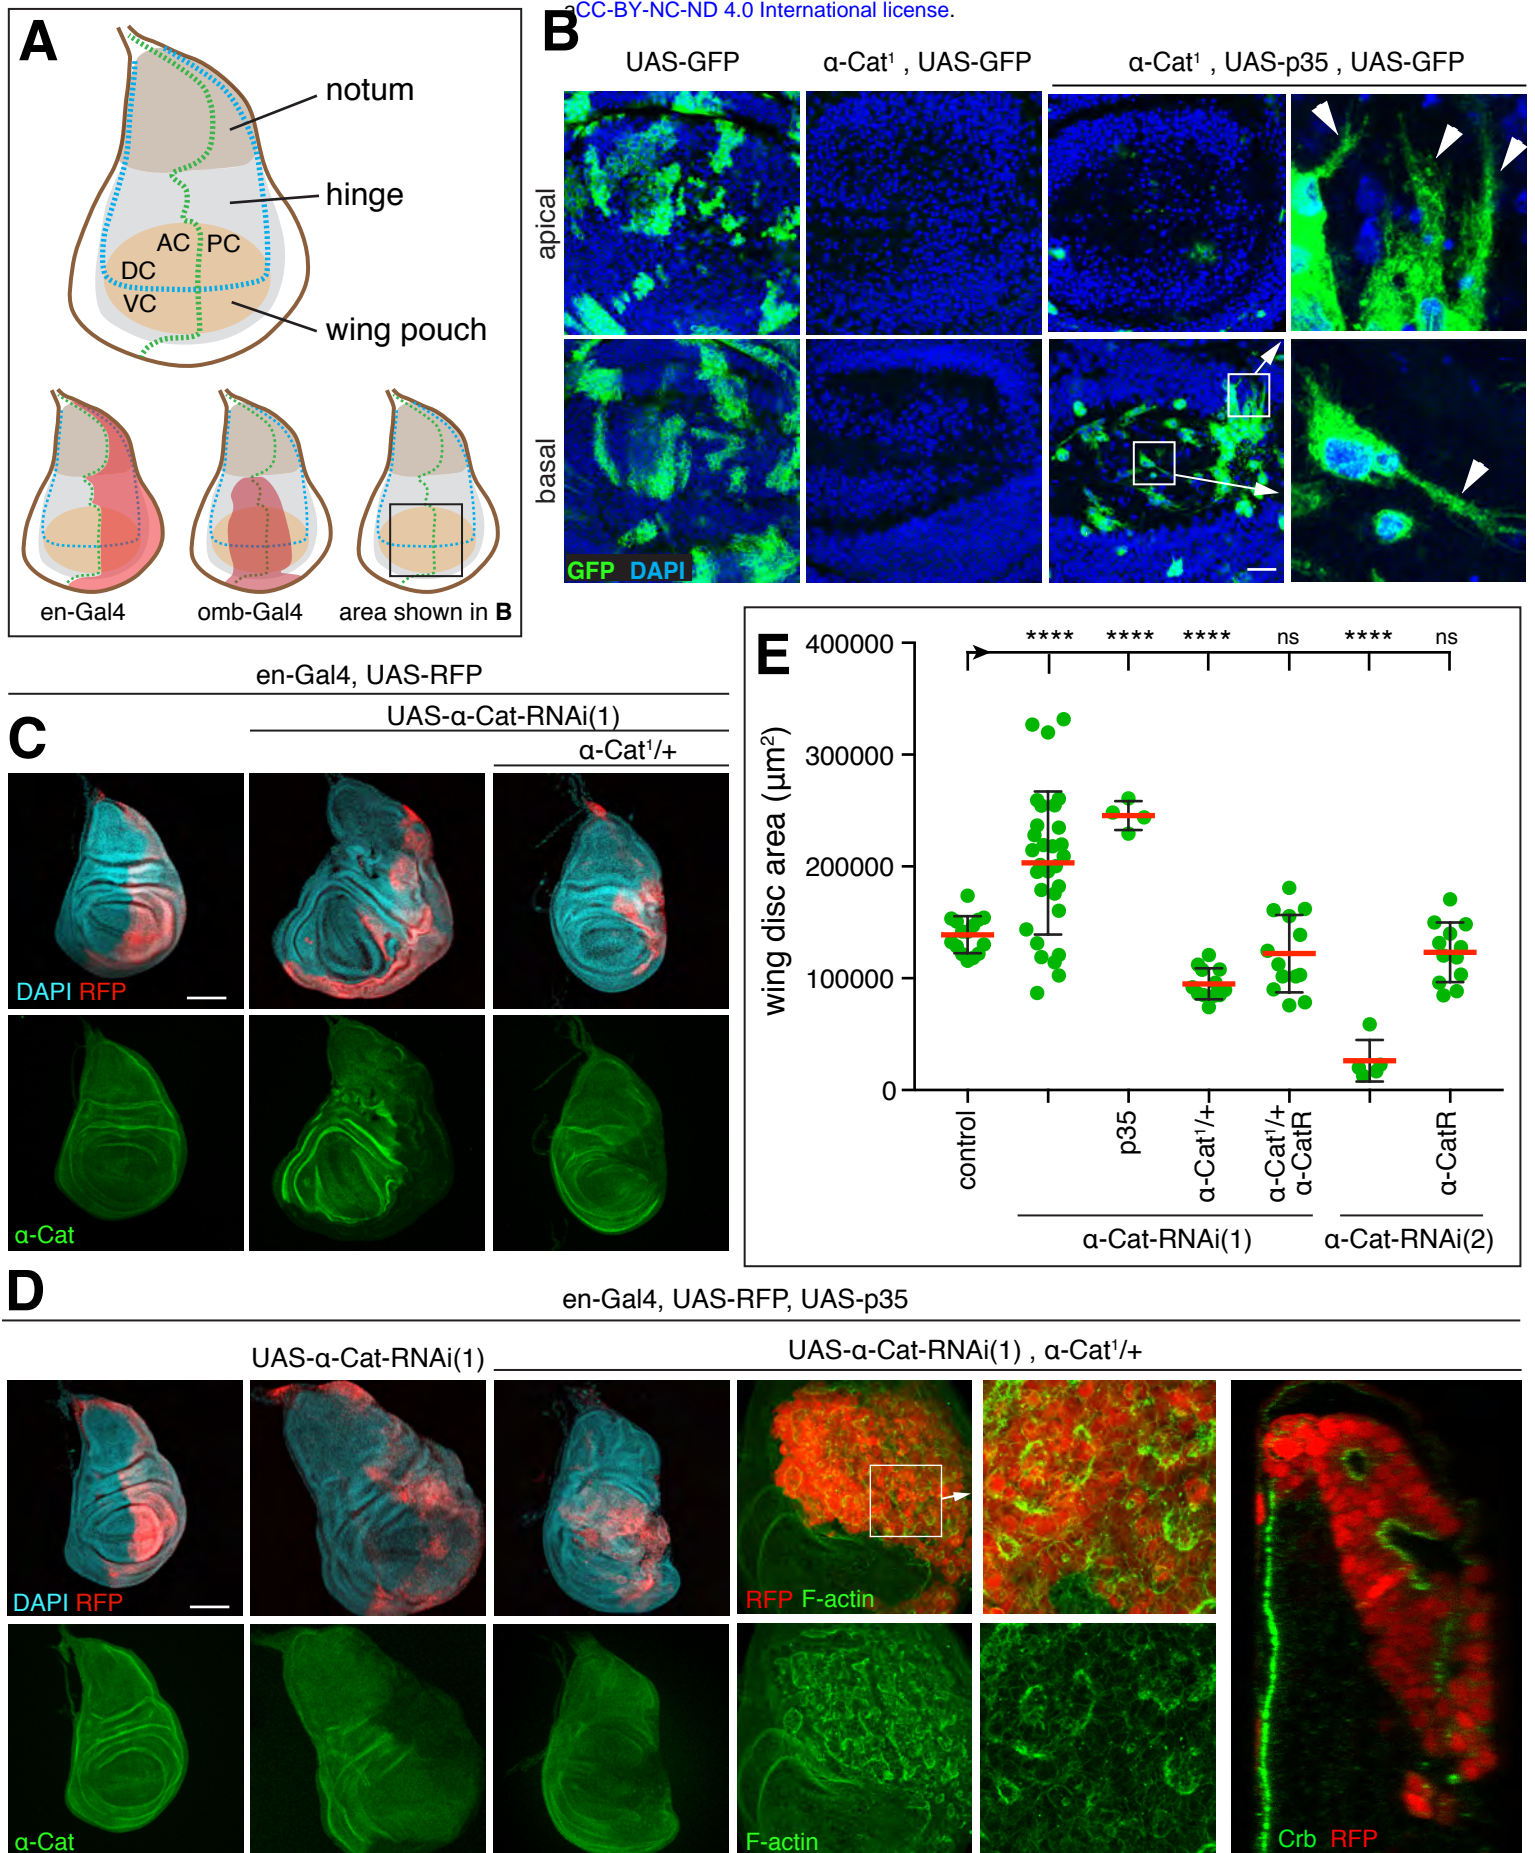 aCC-BY-NC-ND 4.0 International license.
A
notum
hinge
AC PC
DC
VC
wing pouch
en-Gal4
omb-Gal4
area shown in B
B
UAS-GFP
α-Cat¹ , UAS-GFP
α-Cat¹ , UAS-p35 , UAS-GFP
apical
basal
GFP DAPI
en-Gal4, UAS-RFP
C
UAS-α-Cat-RNAi(1)
α-Cat¹/+
DAPI RFP
α-Cat
E
**** **** **** ns **** ns
wing disc area (µm²)
400000
300000
200000
100000
0
control
p35
α-Cat¹/+
α-Cat¹/+
α-CatR
α-CatR
α-Cat-RNAi(1)
α-Cat-RNAi(2)
D
en-Gal4, UAS-RFP, UAS-p35
UAS-α-Cat-RNAi(1)
UAS-α-Cat-RNAi(1) , α-Cat¹/+
DAPI RFP
RFP F-actin
α-Cat
F-actin
Crb RFP